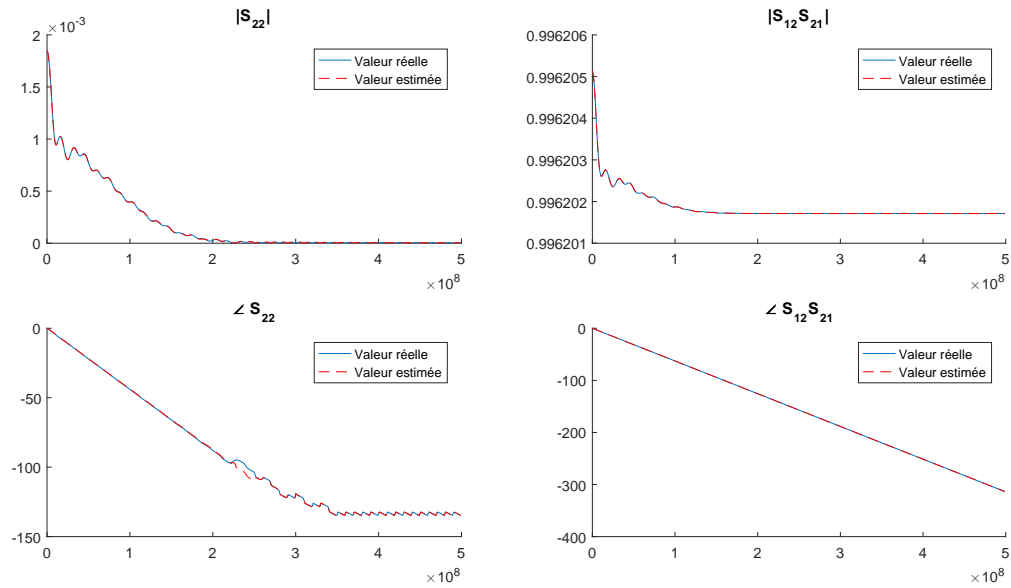 |S22|
×10-3
2
1.5
1
0.5
0
0 1 2 3 4 5
×10^8
Valeur réelle
Valeur estimée
|S12S21|
0.996206
0.996205
0.996204
0.996203
0.996202
0.996201
0 1 2 3 4 5
×10^8
Valeur réelle
Valeur estimée
∠ S22
0
-50
-100
-150
0 1 2 3 4 5
×10^8
Valeur réelle
Valeur estimée
∠ S12S21
0
-100
-200
-300
-400
0 1 2 3 4 5
×10^8
Valeur réelle
Valeur estimée